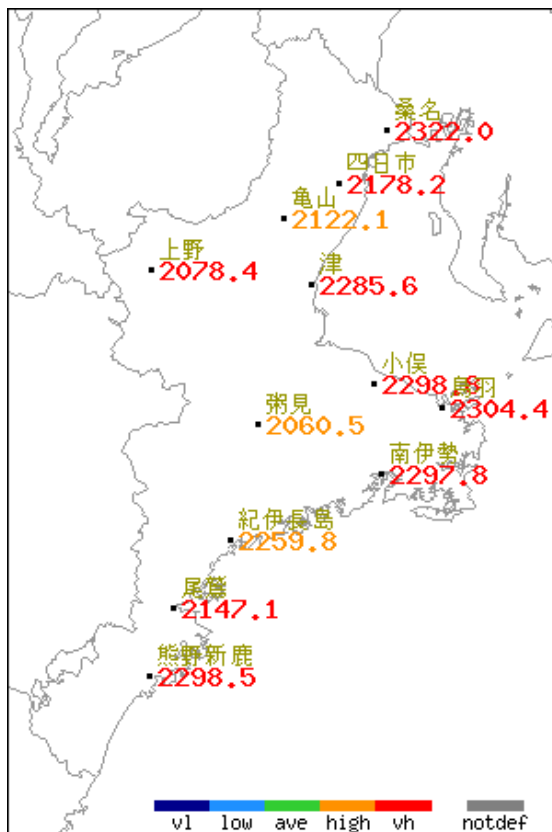 桑名
2322.0
四日市
2178.2
亀山
2122.1
上野
2078.4
津
2285.6
小俣
2298.8
鳥羽
2304.4
粥見
2060.5
南伊勢
2297.8
紀伊長島
2259.8
尾鷲
2147.1
熊野新鹿
2298.5
vl low ave high vh notdef